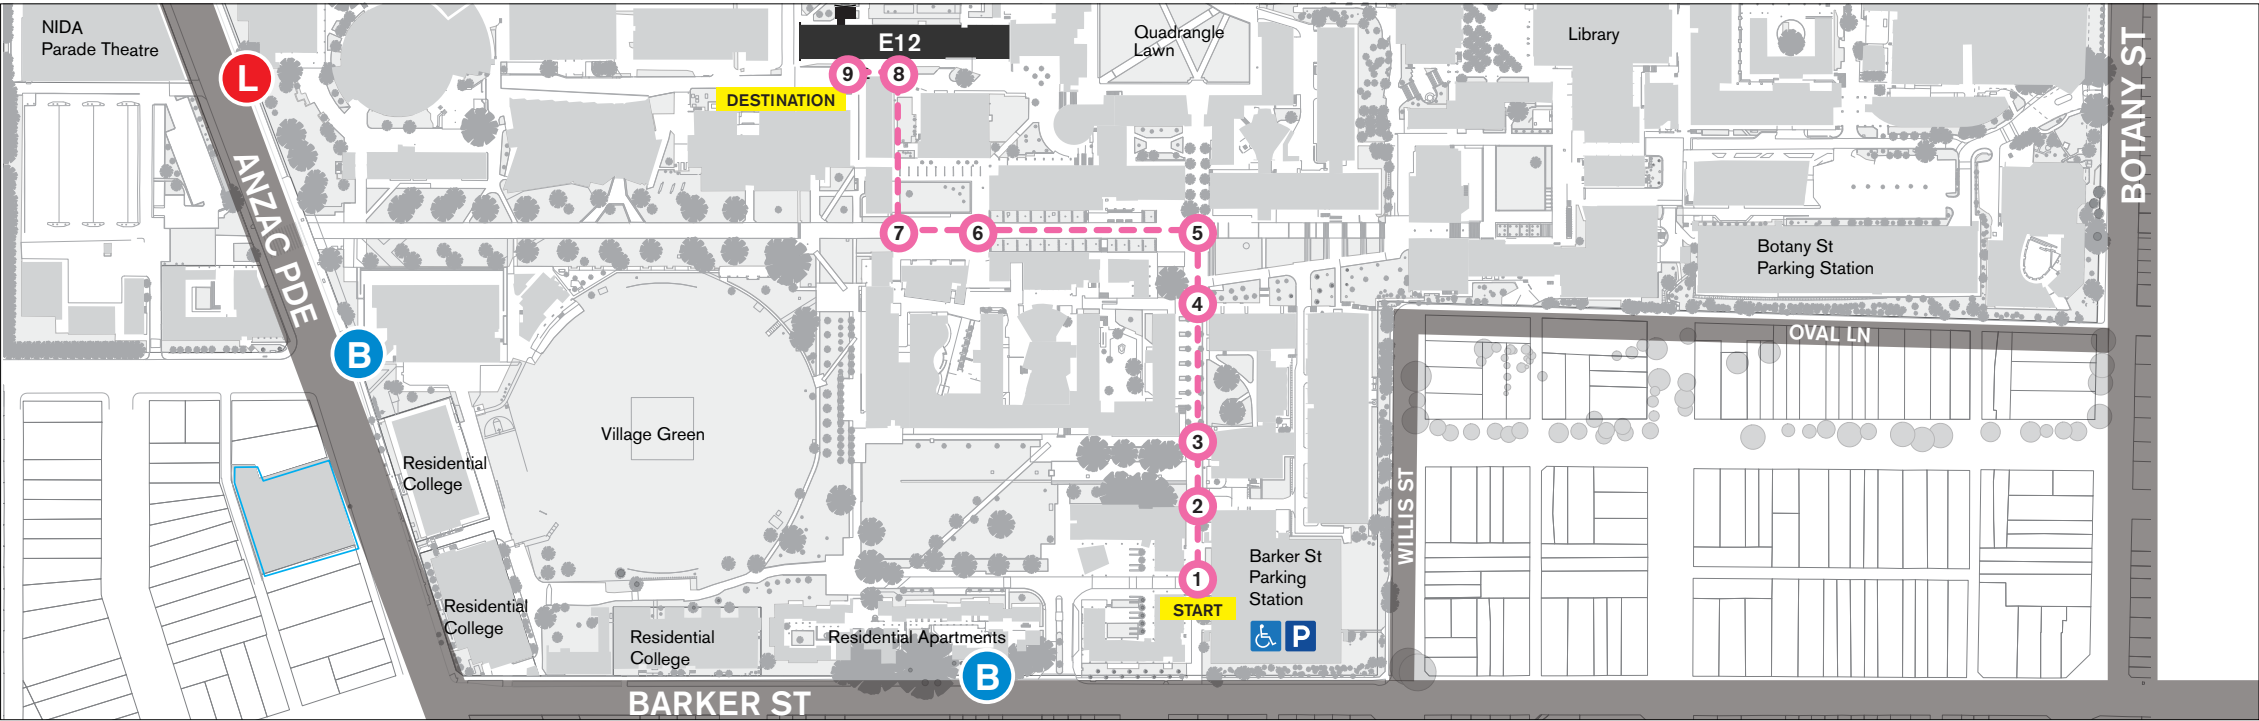 NIDA
Parade Theatre
L
ANZAC PDE
B
E12
9
8
DESTINATION
Quadrangle
Lawn
Library
BOTANY ST
7
6
5
Botany St
Parking Station
4
OVAL LN
Village Green
3
Residential
College
2
WILLIS ST
1
START
Barker St
Parking
Station
P
Residential
College
Residential
College
Residential Apartments
B
BARKER ST